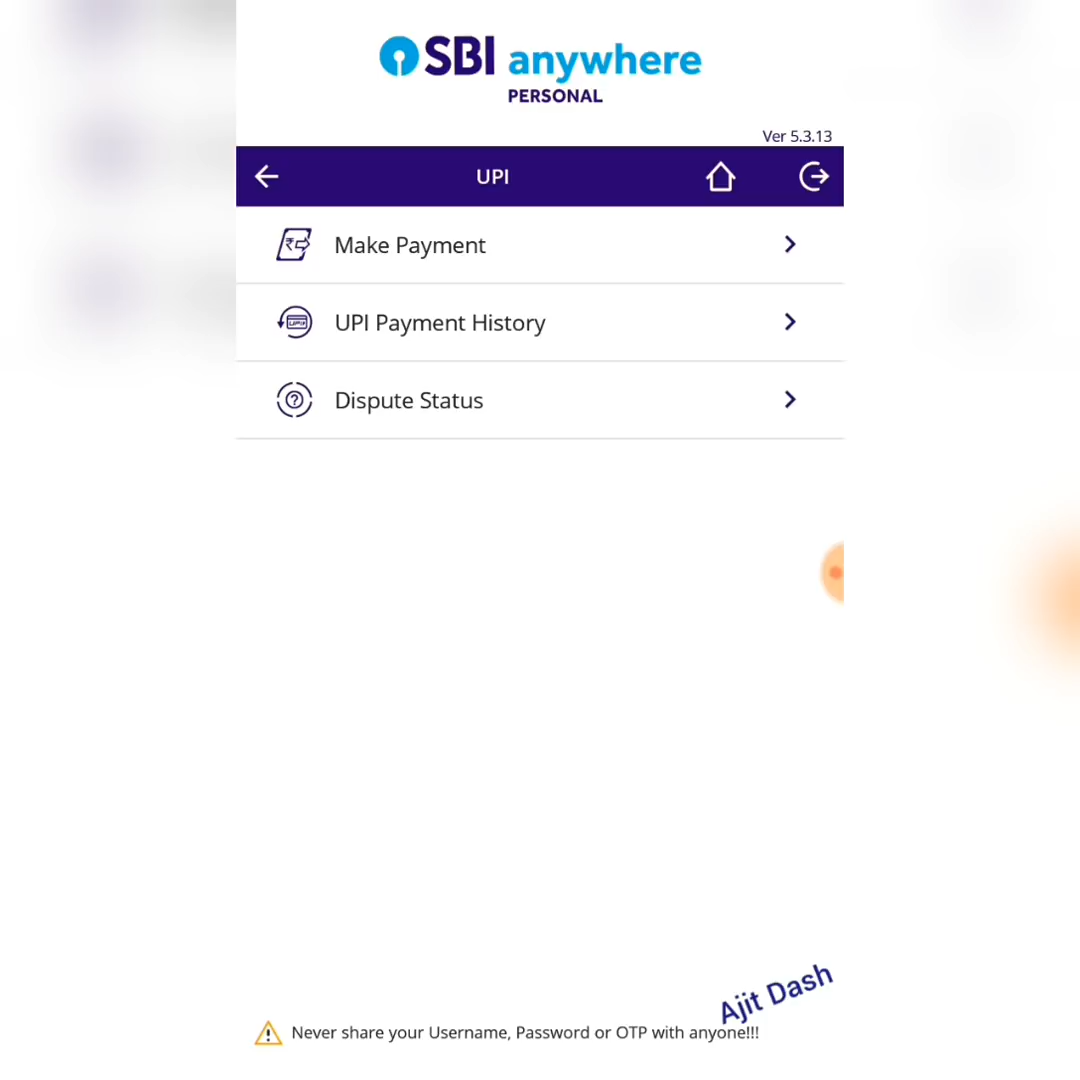 SBI anywhere
PERSONAL
Ver 5.3.13
UPI
Make Payment
UPI Payment History
Dispute Status
Ajit Dash
Never share your Username, Password or OTP with anyone!!!